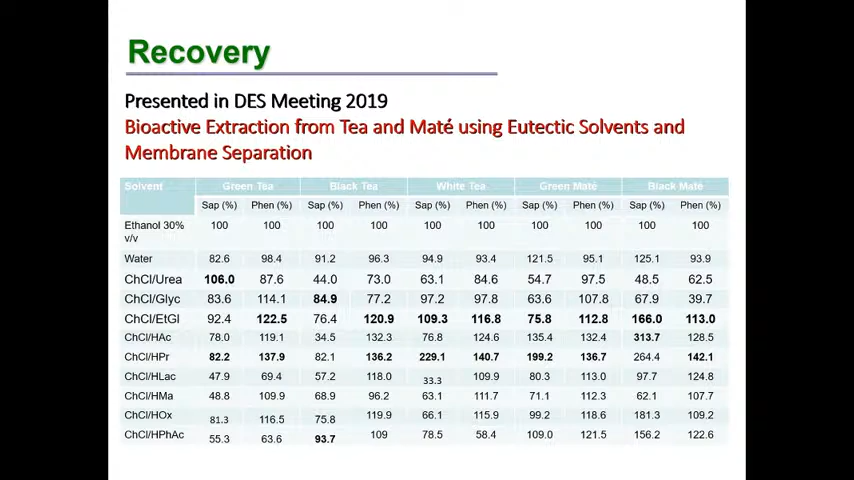 Recovery
Presented in DES Meeting 2019
Bioactive Extraction from Tea and Maté using Eutectic Solvents and
Membrane Separation
Solvent Green Tea Black Tea White Tea Green Maté Black Maté
Sap (%) Phen (%) Sap (%) Phen (%) Sap (%) Phen (%) Sap (%) Phen (%) Sap (%) Phen (%)
Ethanol 30% 100 100 100 100 100 100 100 100 100 100
v/v
Water 82.6 98.4 91.2 96.3 94.9 93.4 121.5 95.1 125.1 93.9
ChCl/Urea 106.0 87.6 44.0 73.0 63.1 84.6 54.7 97.5 48.5 62.5
ChCl/Glyc 83.6 114.1 84.9 77.2 97.2 97.8 63.6 107.8 67.9 39.7
ChCl/EtGl 92.4 122.5 76.4 120.9 109.3 116.8 75.8 112.8 166.0 113.0
ChCl/HAc 78.0 119.1 34.5 132.3 76.8 124.6 135.4 132.4 313.7 128.5
ChCl/HPr 82.2 137.9 82.1 136.2 229.1 140.7 199.2 136.7 264.4 142.1
ChCl/HLac 47.9 69.4 57.2 118.0 33.3 109.9 80.3 113.0 97.7 124.8
ChCl/HMa 48.8 109.9 68.9 96.2 63.1 111.7 71.1 112.3 62.1 107.7
ChCl/HOx 81.3 116.5 75.8 119.9 66.1 115.9 99.2 118.6 181.3 109.2
ChCl/HPhAc 55.3 63.6 93.7 109 78.5 58.4 109.0 121.5 156.2 122.6